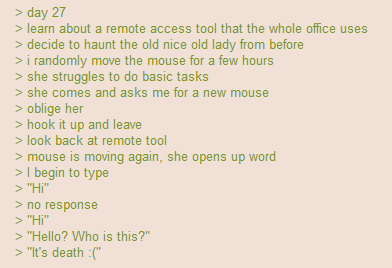 > day 27
> learn about a remote access tool that the whole office uses
> decide to haunt the old nice old lady from before
> i randomly move the mouse for a few hours
> she struggles to do basic tasks
> she comes and asks me for a new mouse
> oblige her
> hook it up and leave
> look back at remote tool
> mouse is moving again, she opens up word
> I begin to type
> "Hi"
> no response
> "Hi"
> "Hello? Who is this?"
> "It's death :("